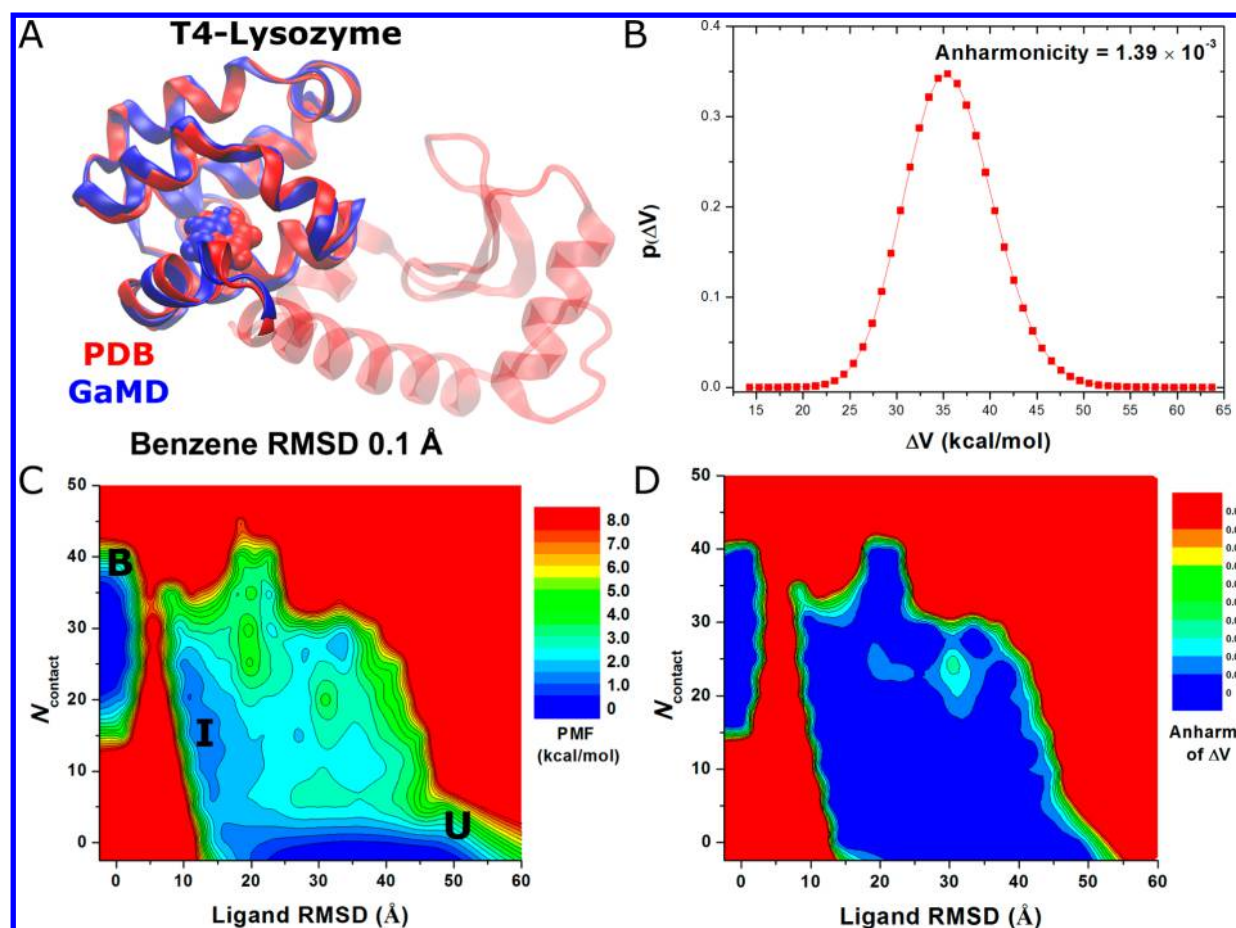 A
T4-Lysozyme
PDB
GaMD
Benzene RMSD 0.1 Å
B
Anharmonicity = 1.39 × 10⁻³
p(ΔV)
0.4
0.3
0.2
0.1
0.0
15 20 25 30 35 40 45 50 55 60 65
ΔV (kcal/mol)
C
N contact
50
40
30
20
10
0
B
I
U
0 10 20 30 40 50 60
Ligand RMSD (Å)
8.0
7.0
6.0
5.0
4.0
3.0
2.0
1.0
0
PMF
(kcal/mol)
D
N contact
50
40
30
20
10
0
0 10 20 30 40 50 60
Ligand RMSD (Å)
0
of ΔV